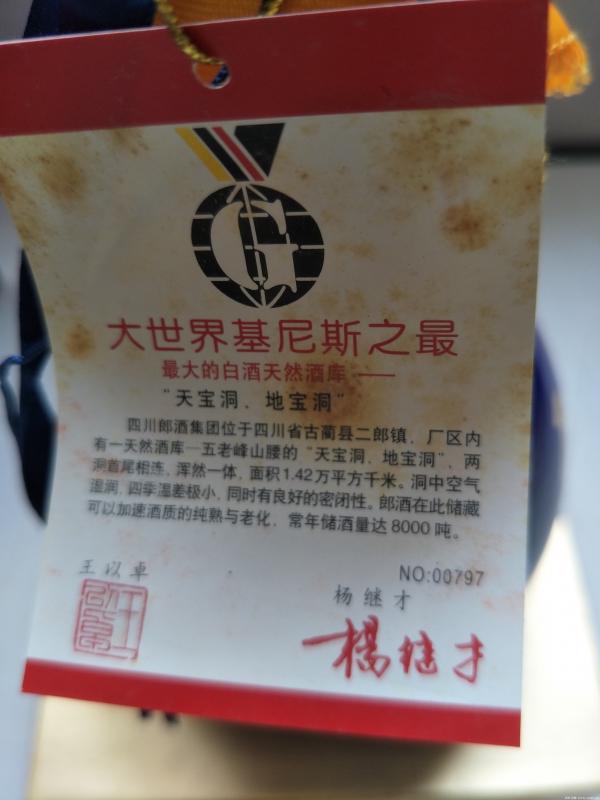 G
大世界基尼斯之最
最大的白酒天然酒库 ——
“天宝洞、地宝洞”
四川郎酒集团位于四川省古蔺县二郎镇，厂区内
有一天然酒库—五老峰山腰的“天宝洞、地宝洞”，两
洞首尾相连，浑然一体，面积1.42万平方千米。洞中空气
湿润，四季温差极小，同时有良好的密闭性。郎酒在此储藏
可以加速酒质的纯熟与老化，常年储酒量达8000吨。
王以卓
NO:00797
杨继才
楊继才